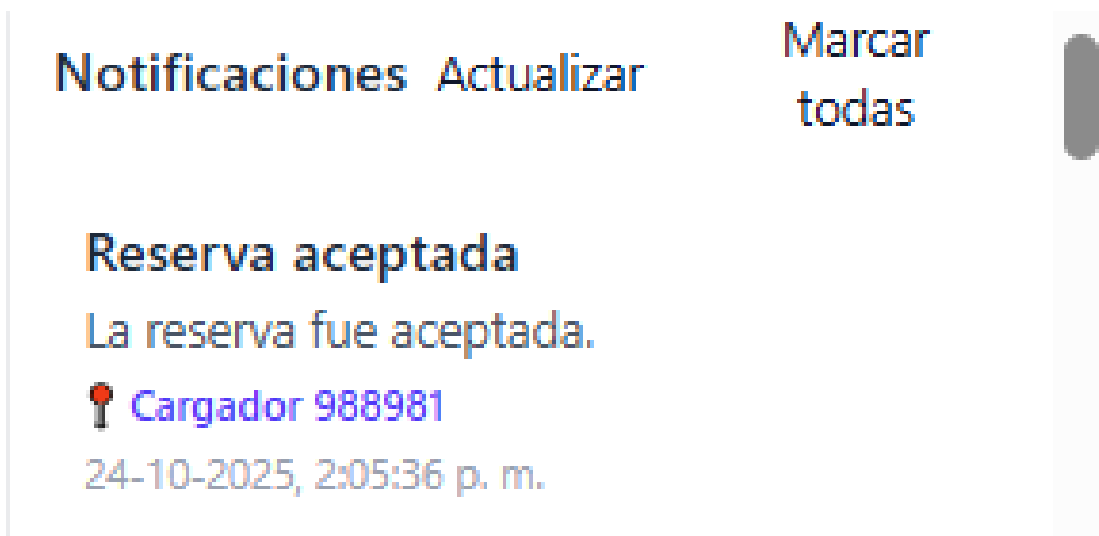 Notificaciones Actualizar Marcar todas
Reserva aceptada
La reserva fue aceptada.
📍 Cargador 988981
24-10-2025, 2:05:36 p. m.